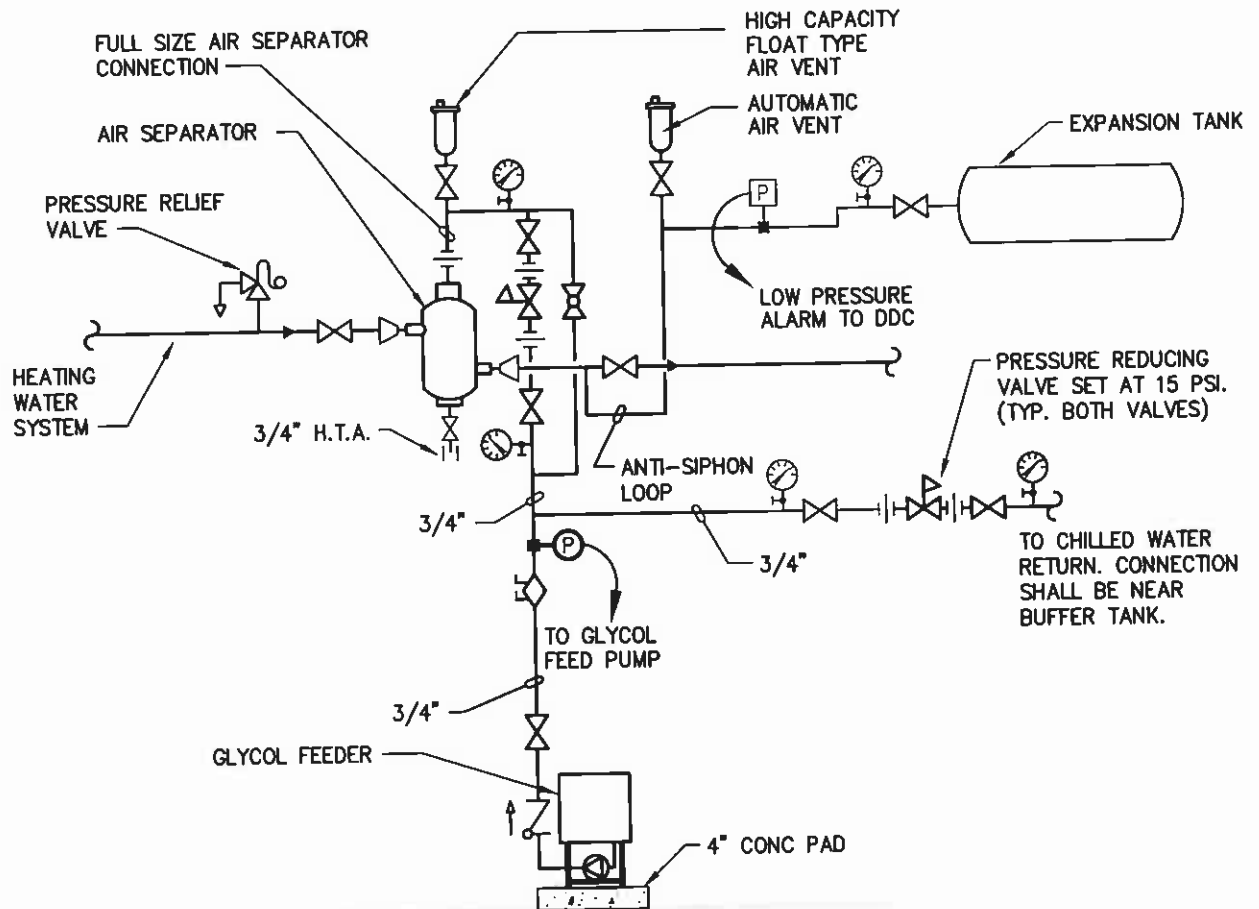 FULL SIZE AIR SEPARATOR
CONNECTION
HIGH CAPACITY
FLOAT TYPE
AIR VENT
AUTOMATIC
AIR VENT
EXPANSION TANK
AIR SEPARATOR
PRESSURE RELIEF
VALVE
P
LOW PRESSURE
ALARM TO DDC
HEATING
WATER
SYSTEM
PRESSURE REDUCING
VALVE SET AT 15 PSI.
(TYP. BOTH VALVES)
3/4" H.T.A.
ANTI-SIPHON
LOOP
3/4"
3/4"
P
TO CHILLED WATER
RETURN. CONNECTION
SHALL BE NEAR
BUFFER TANK.
TO GLYCOL
FEED PUMP
3/4"
GLYCOL FEEDER
4" CONC PAD